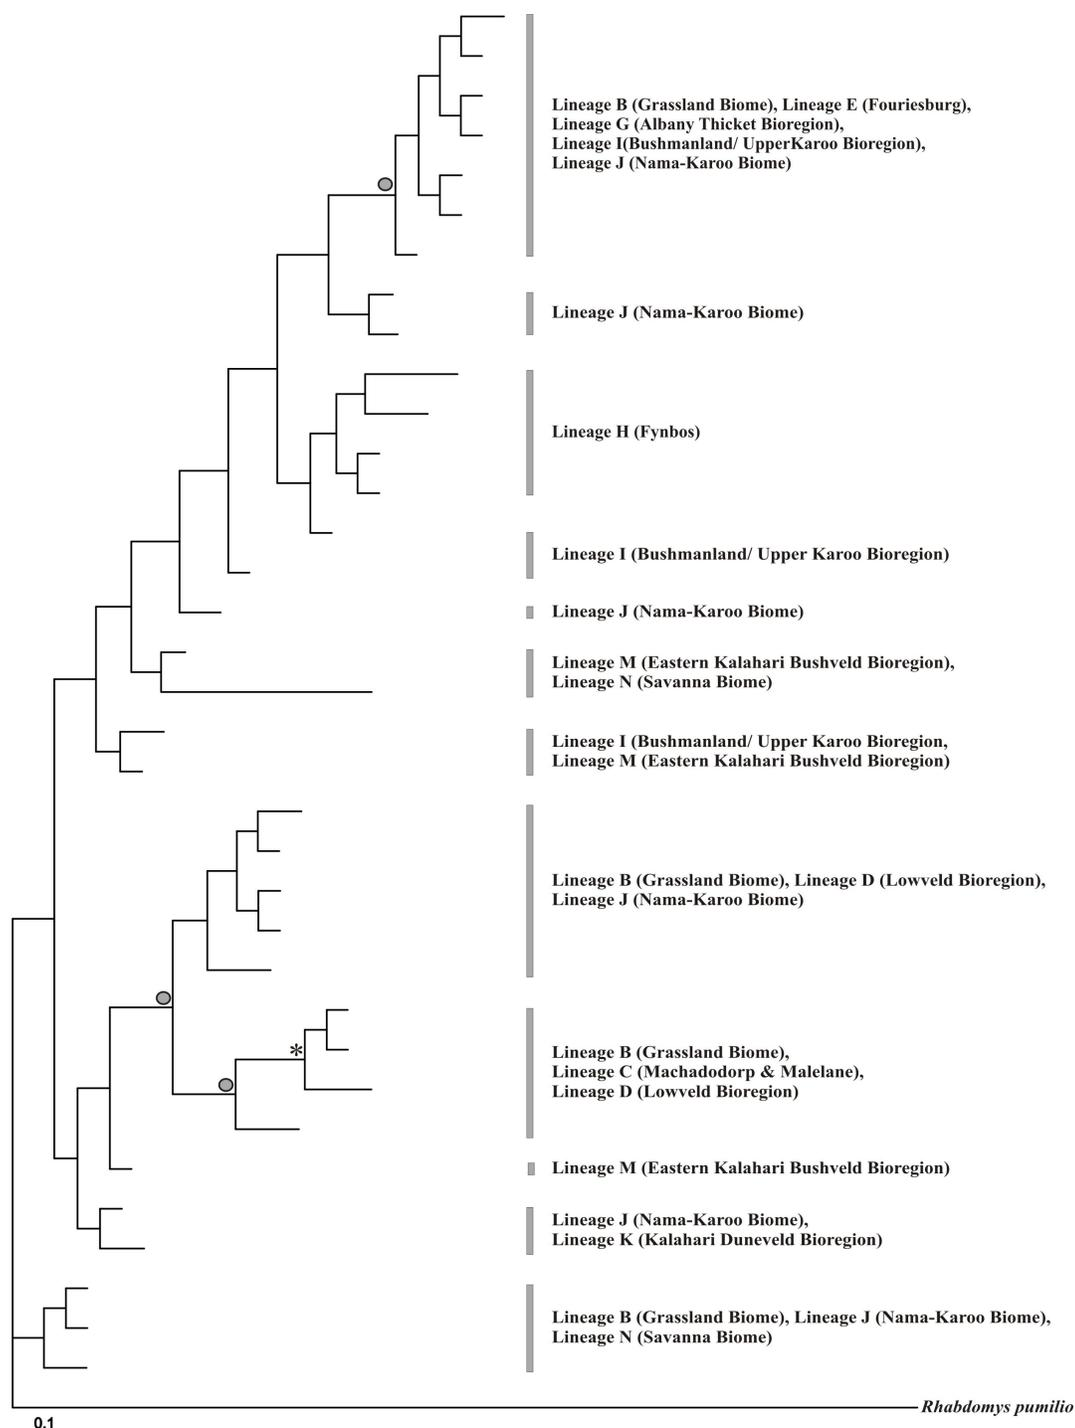 Lineage B (Grassland Biome), Lineage E (Fouriesburg),
Lineage G (Albany Thicket Bioregion),
Lineage I(Bushmanland/ UpperKaroo Bioregion),
Lineage J (Nama-Karoo Biome)
Lineage J (Nama-Karoo Biome)
Lineage H (Fynbos)
Lineage I (Bushmanland/ Upper Karoo Bioregion)
Lineage J (Nama-Karoo Biome)
Lineage M (Eastern Kalahari Bushveld Bioregion),
Lineage N (Savanna Biome)
Lineage I (Bushmanland/ Upper Karoo Bioregion,
Lineage M (Eastern Kalahari Bushveld Bioregion)
Lineage B (Grassland Biome), Lineage D (Lowveld Bioregion),
Lineage J (Nama-Karoo Biome)
*
Lineage B (Grassland Biome),
Lineage C (Machadodorp & Malelane),
Lineage D (Lowveld Bioregion)
Lineage M (Eastern Kalahari Bushveld Bioregion)
Lineage J (Nama-Karoo Biome),
Lineage K (Kalahari Duneveld Bioregion)
Lineage B (Grassland Biome), Lineage J (Nama-Karoo Biome),
Lineage N (Savanna Biome)
Rhabdomys pumilio
0.1